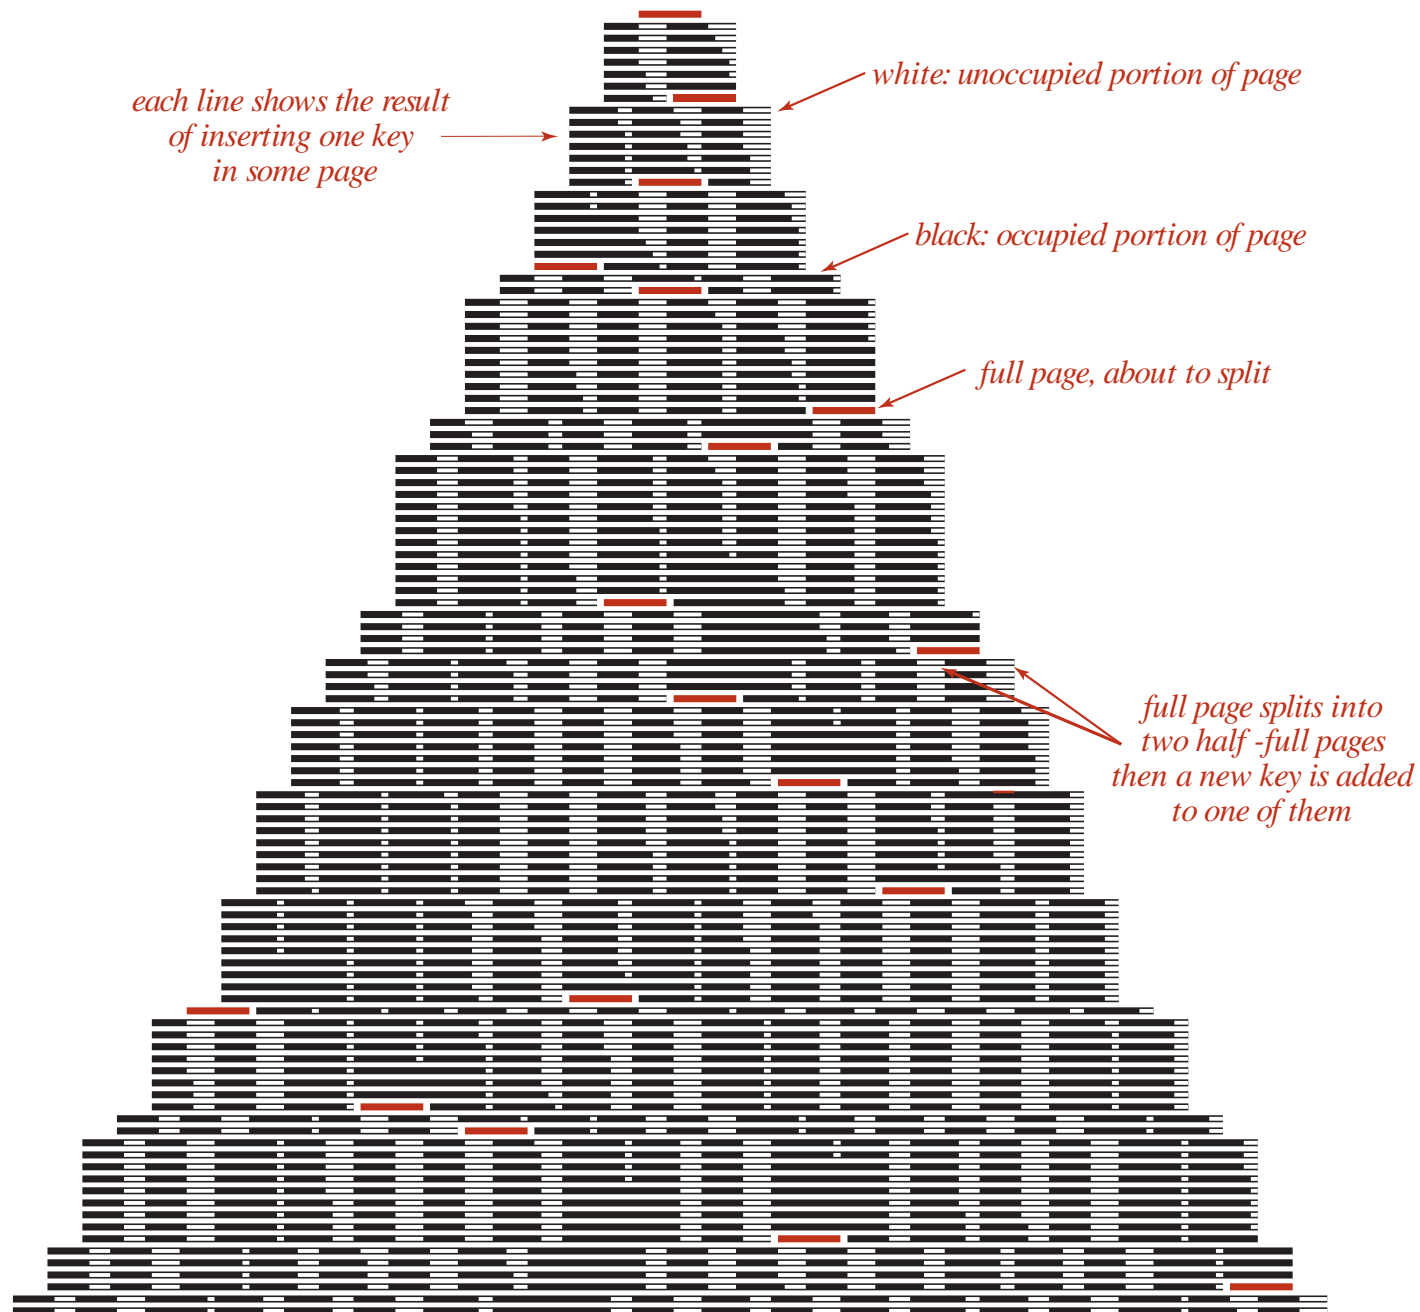 white: unoccupied portion of page
each line shows the result
of inserting one key
in some page
black: occupied portion of page
full page, about to split
full page splits into
two half -full pages
then a new key is added
to one of them